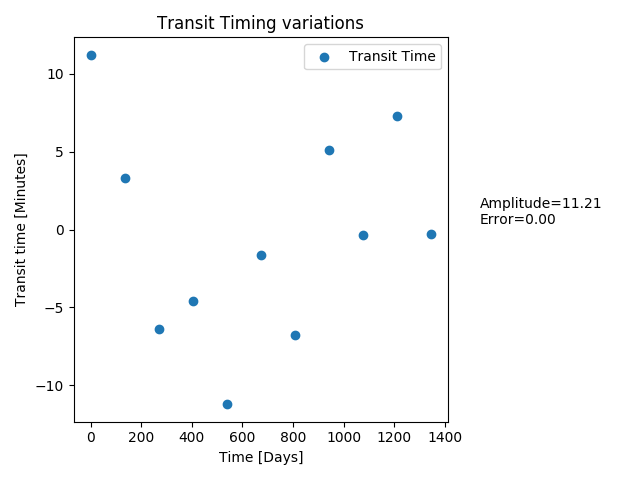 Transit Timing variations
Transit Time
Transit time [Minutes]
10
5
0
−5
−10
Amplitude=11.21
Error=0.00
0 200 400 600 800 1000 1200 1400
Time [Days]